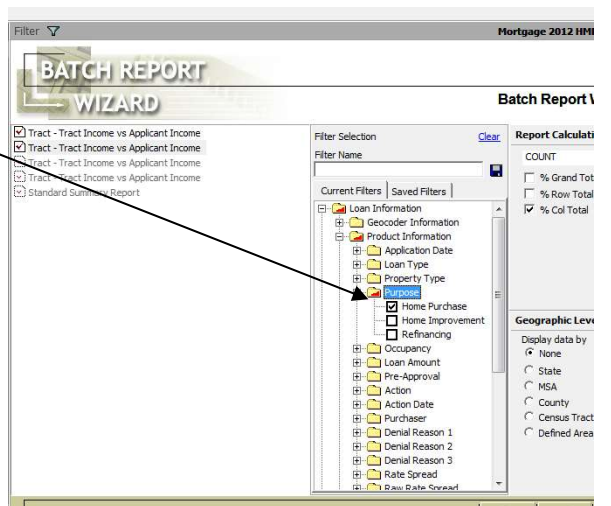 Filter
Mortgage 2012 HM
BATCH REPORT
WIZARD
Batch Report
Tract - Tract Income vs Applicant Income
Tract - Tract Income vs Applicant Income
Tract - Tract Income vs Applicant Income
Tract - Tract Income vs Applicant Income
Standard Summary Report
Filter Selection
Clear
Filter Name
Current Filters
Saved Filters
Loan Information
Geocoder Information
Product Information
Application Date
Loan Type
Property Type
Purpose
Home Purchase
Home Improvement
Refinancing
Occupancy
Loan Amount
Pre-Approval
Action
Action Date
Purchaser
Denial Reason 1
Denial Reason 2
Denial Reason 3
Rate Spread
Raw Rate Spread
Report Calculati
COUNT
% Grand Tot
% Row Total
% Col Total
Geographic Leve
Display data by
None
State
MSA
County
Census Tract
Defined Area